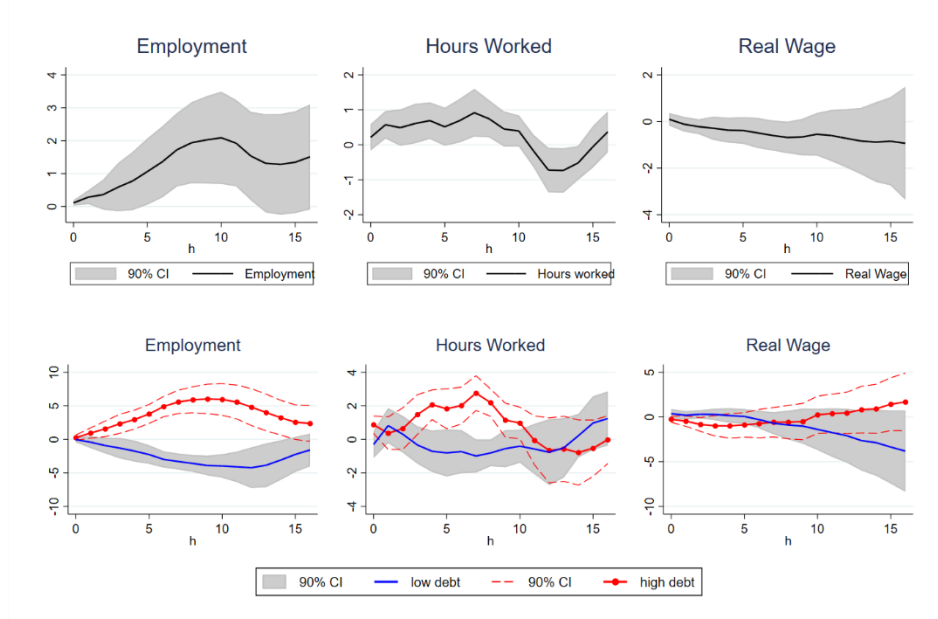 Employment Hours Worked Real Wage
4 2 2
3 1 0
2 0 -2
1 -1 -4
0 -2
0 5 10 15 0 5 10 15 0 5 10 15
h h h
90% CI Employment 90% CI Hours worked 90% CI Real Wage
Employment Hours Worked Real Wage
10 4 5
5 2 0
0 0 -5
-5 -2 -10
-10 -4
0 5 10 15 0 5 10 15 0 5 10 15
h h h
90% CI low debt 90% CI high debt